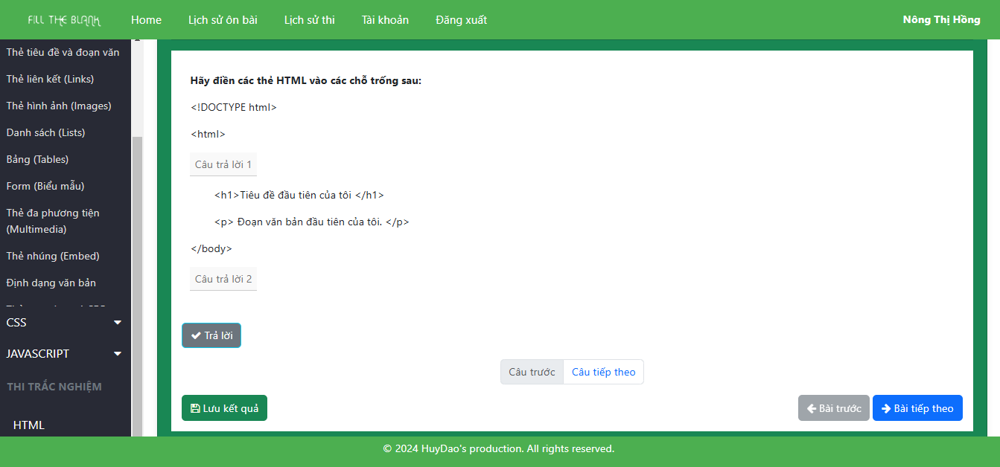 FILL THE BLANK
Home
Lịch sử ôn bài
Lịch sử thi
Tài khoản
Đăng xuất
Nông Thị Hồng
Thẻ tiêu đề và đoạn văn
Thẻ liên kết (Links)
Thẻ hình ảnh (Images)
Danh sách (Lists)
Bảng (Tables)
Form (Biểu mẫu)
Thẻ đa phương tiện
(Multimedia)
Thẻ nhúng (Embed)
Định dạng văn bản
CSS
JAVASCRIPT
THI TRẮC NGHIỆM
HTML
Hãy điền các thẻ HTML vào các chỗ trống sau:
<!DOCTYPE html>
<html>
Câu trả lời 1
<h1>Tiêu đề đầu tiên của tôi </h1>
<p> Đoạn văn bản đầu tiên của tôi. </p>
</body>
Câu trả lời 2
Trả lời
Câu trước
Câu tiếp theo
Lưu kết quả
Bài trước
Bài tiếp theo
© 2024 HuyDao's production. All rights reserved.